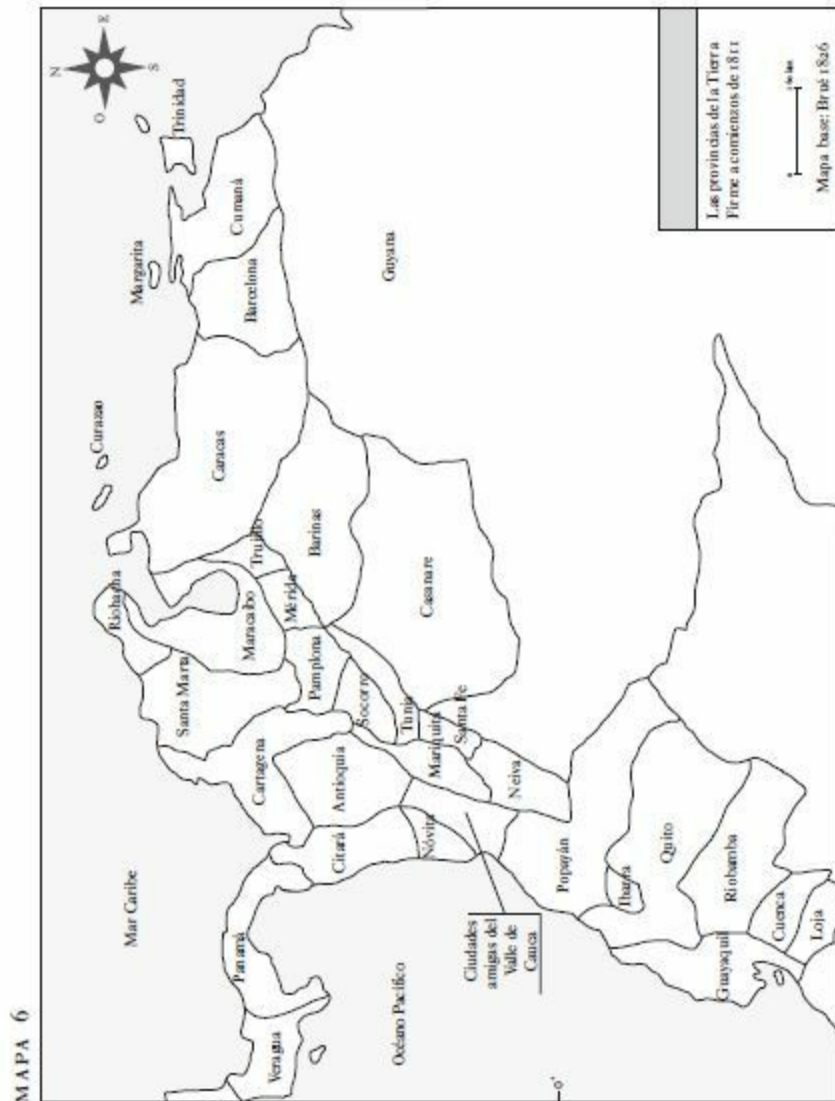 MAPA 6
N
O
E
S
Mar Caribe
Océano Pacífico
Trinidad
Margarita
Curazao
Riohacha
Santa Marta
Maracaibo
Caracas
Barcelona
Cumaná
Guyana
Trujillo
Mérida
Barinas
Casanare
Pamplona
Socorro
Tunja
Santa Fe
Mariquita
Neiva
Cartagena
Antioquia
Citará
Nóvita
Panamá
Veragua
Ciudades
amigas del
Valle de
Cauca
Popayán
Ibarra
Quito
Riobamba
Guayaquil
Cuenca
Loja
0°
Las provincias de la Tierra
Firme a comienzos de 1811
Mapa base: Brué 1826